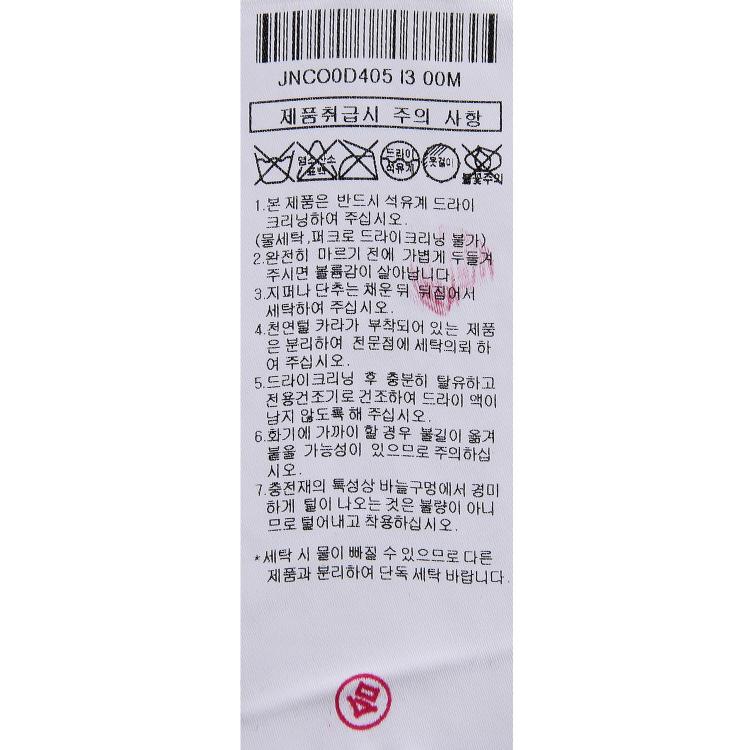 JNCO0D405 I3 00M
제품취급시 주의 사항
염소 산소 표백
드라이 석유계
옷걸이
불꽃주의
1.본 제품은 반드시 석유계 드라이
크리닝하여 주십시오.
(물세탁,퍼크로 드라이크리닝 불가)
2.완전히 마르기 전에 가볍게 두들겨
주시면 볼륨감이 살아납니다.
3.지퍼나 단추는 채운 뒤 뒤집어서
세탁하여 주십시오.
4.천연털 카라가 부착되어 있는 제품
은 분리하여 전문점에 세탁의뢰 하
여 주십시오.
5.드라이크리닝 후 충분히 탈유하고
전용건조기로 건조하여 드라이 액이
남지 않도록 해 주십시오.
6.화기에 가까이 할 경우 불길이 옮겨
붙을 가능성이 있으므로 주의하십
시오.
7.충전재의 특성상 바늘구멍에서 경미
하게 털이 나오는 것은 불량이 아니
므로 털어내고 착용하십시오.
*세탁 시 물이 빠질 수 있으므로 다른
제품과 분리하여 단독 세탁 바랍니다.